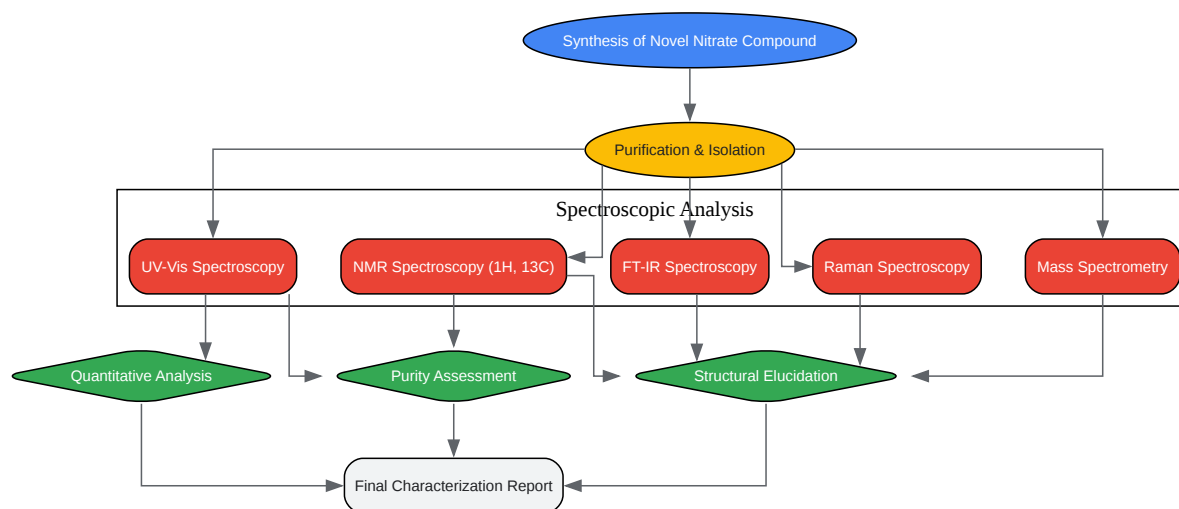 Synthesis of Novel Nitrate Compound
Purification & Isolation
Spectroscopic Analysis
UV-Vis Spectroscopy
NMR Spectroscopy (1H, 13C)
FT-IR Spectroscopy
Raman Spectroscopy
Mass Spectrometry
Quantitative Analysis
Purity Assessment
Structural Elucidation
Final Characterization Report